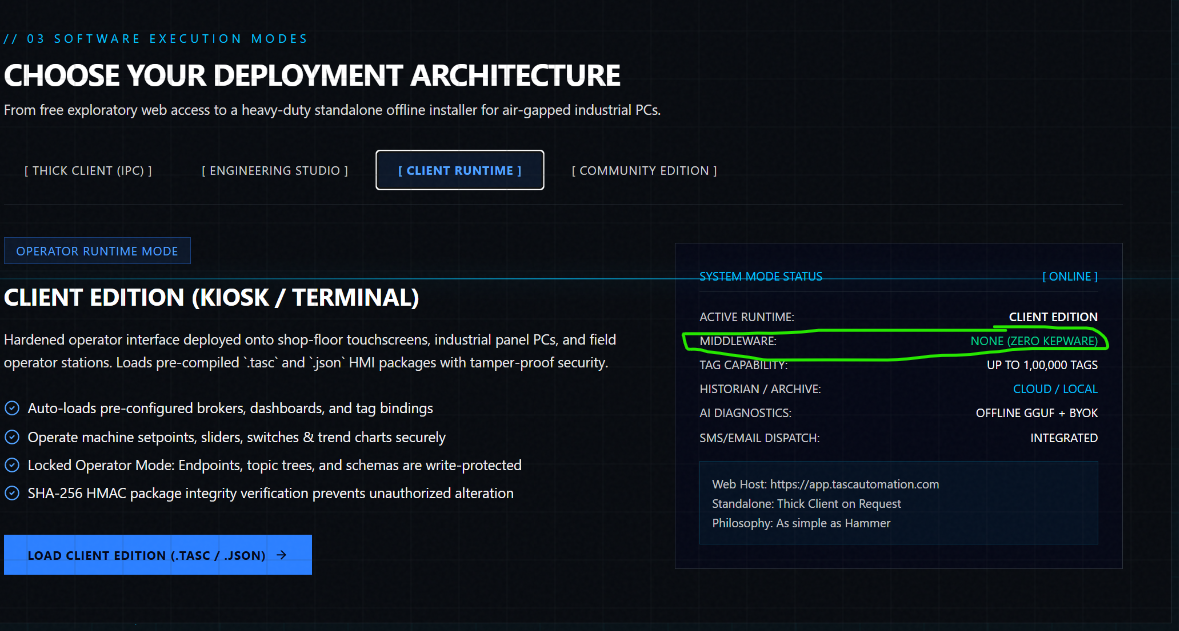 // 03 SOFTWARE EXECUTION MODES
CHOOSE YOUR DEPLOYMENT ARCHITECTURE
From free exploratory web access to a heavy-duty standalone offline installer for air-gapped industrial PCs.
[ THICK CLIENT (IPC) ] [ ENGINEERING STUDIO ] [ CLIENT RUNTIME ] [ COMMUNITY EDITION ]
OPERATOR RUNTIME MODE
CLIENT EDITION (KIOSK / TERMINAL)
Hardened operator interface deployed onto shop-floor touchscreens, industrial panel PCs, and field
operator stations. Loads pre-compiled `.tasc` and `.json` HMI packages with tamper-proof security.
Auto-loads pre-configured brokers, dashboards, and tag bindings
Operate machine setpoints, sliders, switches & trend charts securely
Locked Operator Mode: Endpoints, topic trees, and schemas are write-protected
SHA-256 HMAC package integrity verification prevents unauthorized alteration
LOAD CLIENT EDITION (.TASC / .JSON) →
SYSTEM MODE STATUS [ ONLINE ]
ACTIVE RUNTIME: CLIENT EDITION
MIDDLEWARE: NONE (ZERO KEPWARE)
TAG CAPABILITY: UP TO 1,00,000 TAGS
HISTORIAN / ARCHIVE: CLOUD / LOCAL
AI DIAGNOSTICS: OFFLINE GGUF + BYOK
SMS/EMAIL DISPATCH: INTEGRATED
Web Host: https://app.tascautomation.com
Standalone: Thick Client on Request
Philosophy: As simple as Hammer